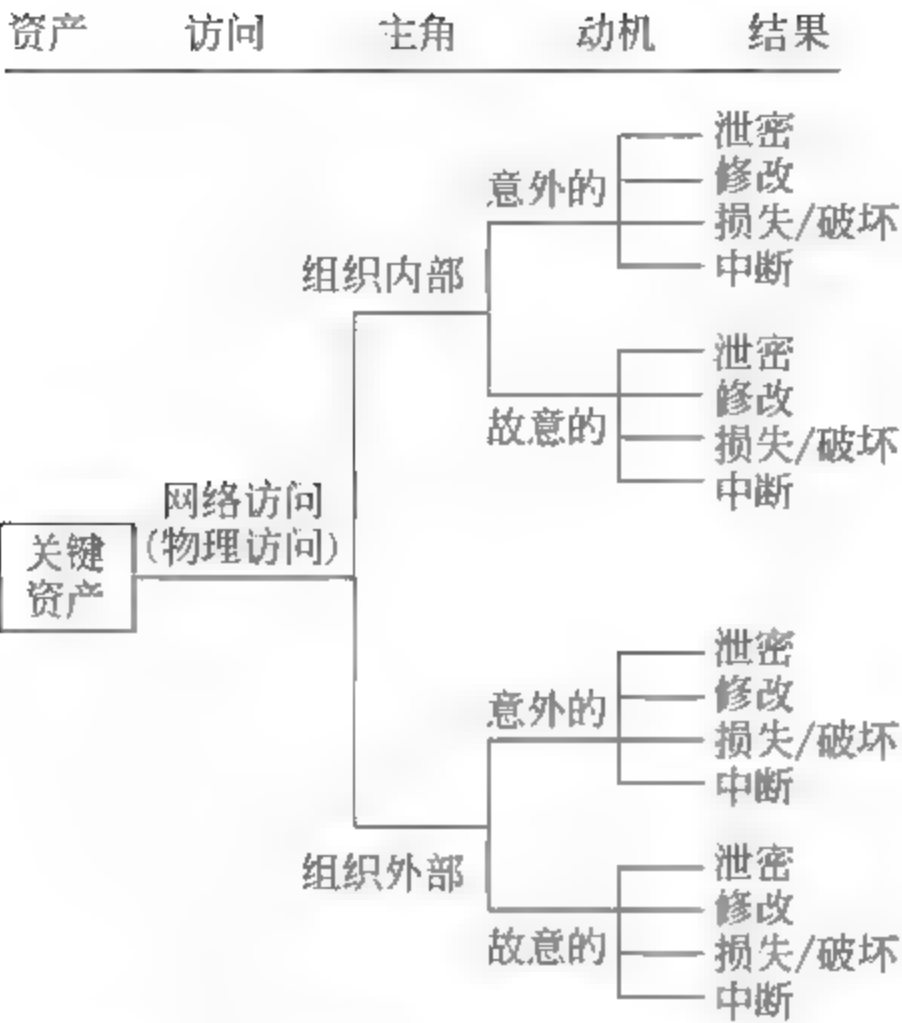 资产 访问 主角 动机 结果
泄密
意外的 修改
损失/破坏
组织内部 中断
泄密
修改
故意的 损失/破坏
中断
网络访问
(物理访问)
关键
资产
泄密
意外的 修改
损失/破坏
中断
泄密
组织外部 修改
故意的 损失/破坏
中断